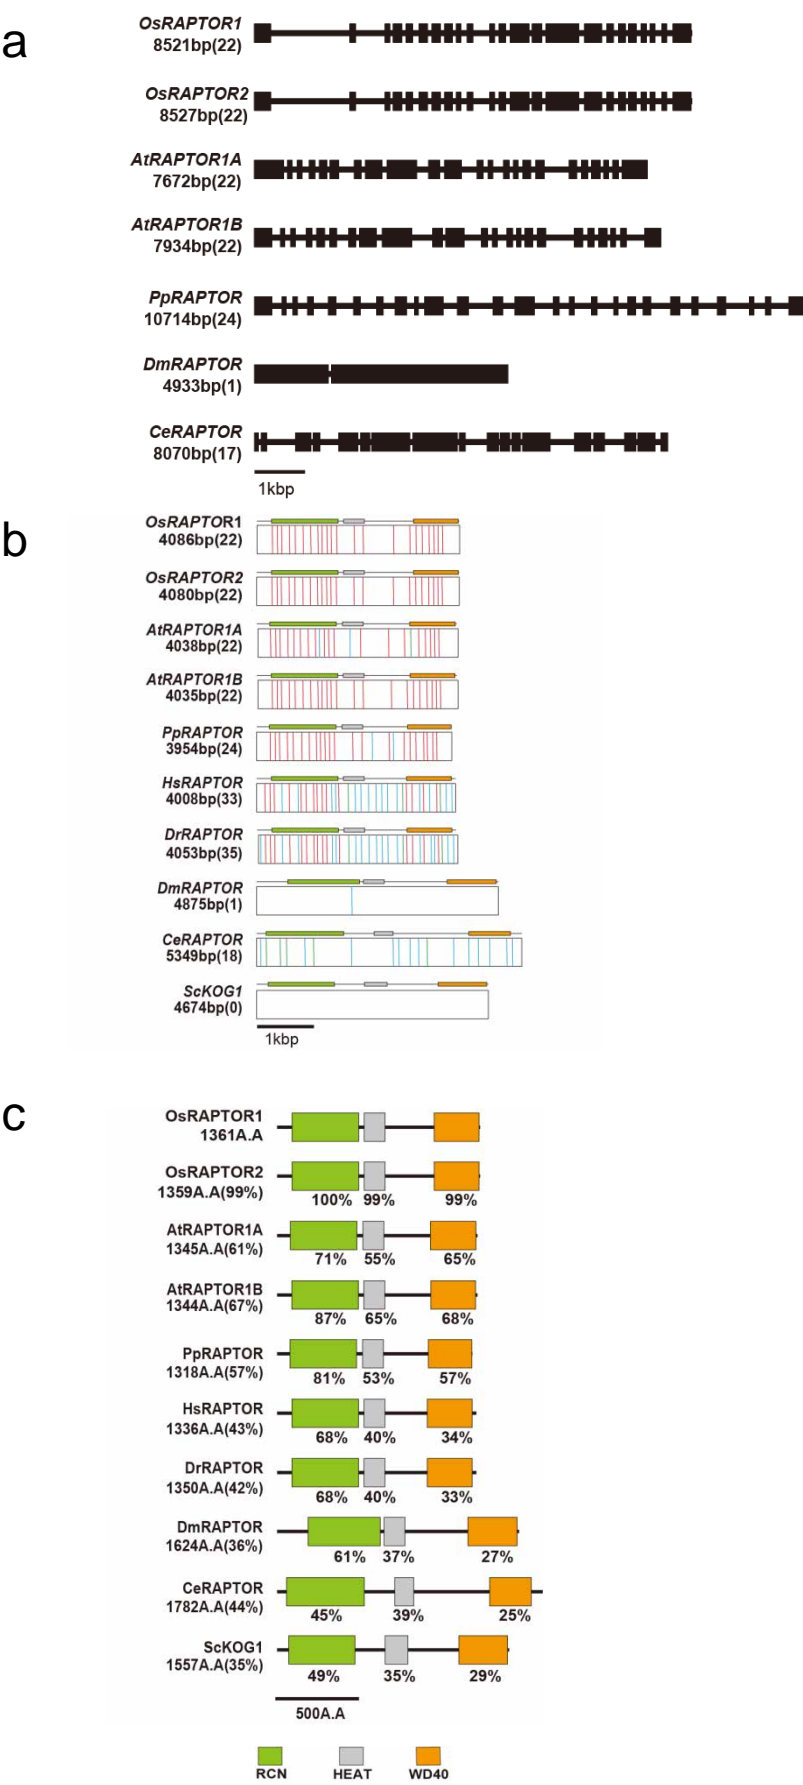 a
OsRAPTOR1
8521bp(22)
OsRAPTOR2
8527bp(22)
AtRAPTOR1A
7672bp(22)
AtRAPTOR1B
7934bp(22)
PpRAPTOR
10714bp(24)
DmRAPTOR
4933bp(1)
CeRAPTOR
8070bp(17)
1kbp
b
OsRAPTOR1
4086bp(22)
OsRAPTOR2
4080bp(22)
AtRAPTOR1A
4038bp(22)
AtRAPTOR1B
4035bp(22)
PpRAPTOR
3954bp(24)
HsRAPTOR
4008bp(33)
DrRAPTOR
4053bp(35)
DmRAPTOR
4875bp(1)
CeRAPTOR
5349bp(18)
ScKOG1
4674bp(0)
1kbp
c
OsRAPTOR1
1361A.A
OsRAPTOR2
1359A.A(99%)
100% 99% 99%
AtRAPTOR1A
1345A.A(61%)
71% 55% 65%
AtRAPTOR1B
1344A.A(67%)
87% 65% 68%
PpRAPTOR
1318A.A(57%)
81% 53% 57%
HsRAPTOR
1336A.A(43%)
68% 40% 34%
DrRAPTOR
1350A.A(42%)
68% 40% 33%
DmRAPTOR
1624A.A(36%)
61% 37% 27%
CeRAPTOR
1782A.A(44%)
45% 39% 25%
ScKOG1
1557A.A(35%)
49% 35% 29%
500A.A
RCN HEAT WD40